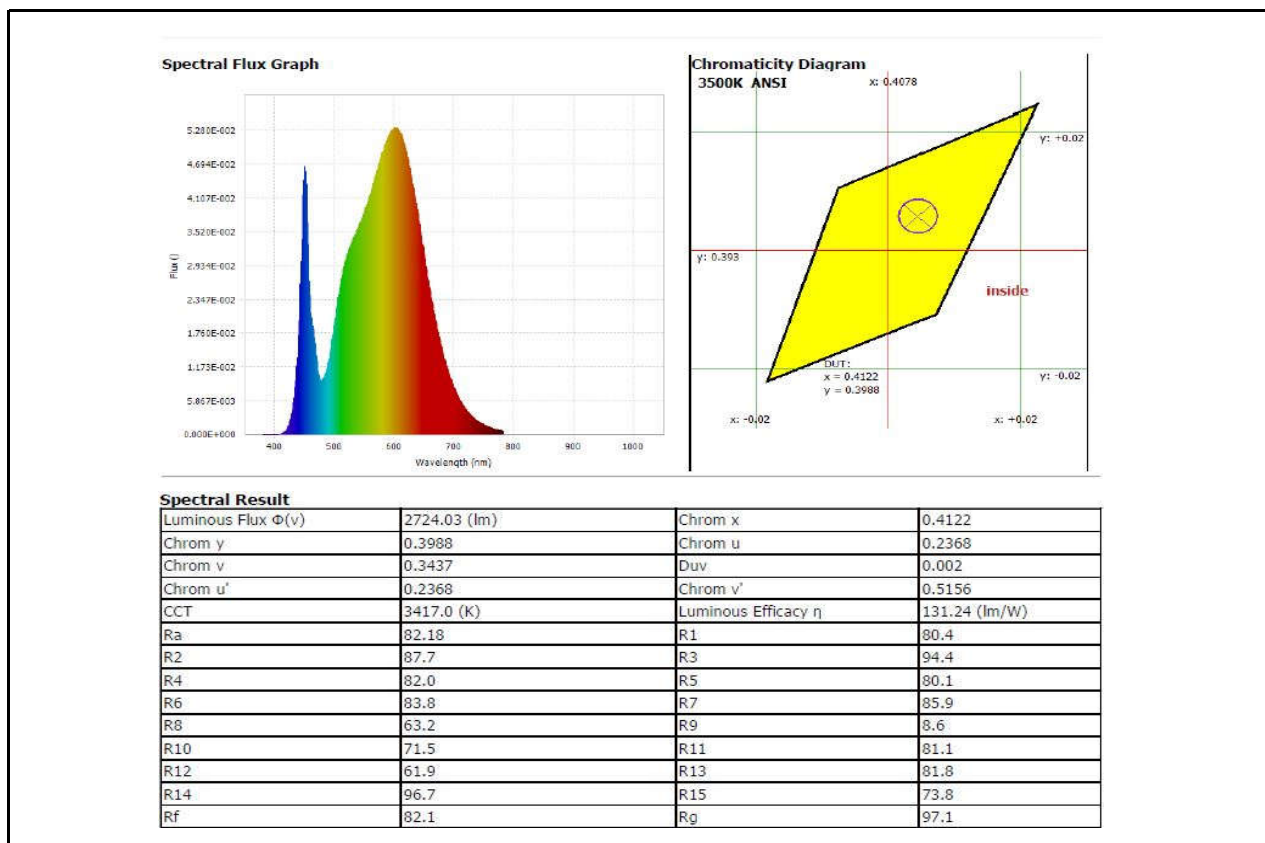 Spectral Flux Graph
5.280E-002
4.694E-002
4.107E-002
3.520E-002
2.934E-002
2.347E-002
1.760E-002
1.173E-002
5.867E-003
0.000E+000
Flux ()
400 500 600 700 800 900 1000
Wavelength (nm)
Chromaticity Diagram
3500K ANSI
x: 0.4078
y: +0.02
y: 0.393
inside
DUT:
x = 0.4122
y = 0.3988
y: -0.02
x: -0.02
x: +0.02
Spectral Result
Luminous Flux Φ(v) 2724.03 (lm) Chrom x 0.4122
Chrom y 0.3988 Chrom u 0.2368
Chrom v 0.3437 Duv 0.002
Chrom u' 0.2368 Chrom v' 0.5156
CCT 3417.0 (K) Luminous Efficacy η 131.24 (lm/W)
Ra 82.18 R1 80.4
R2 87.7 R3 94.4
R4 82.0 R5 80.1
R6 83.8 R7 85.9
R8 63.2 R9 8.6
R10 71.5 R11 81.1
R12 61.9 R13 81.8
R14 96.7 R15 73.8
Rf 82.1 Rg 97.1